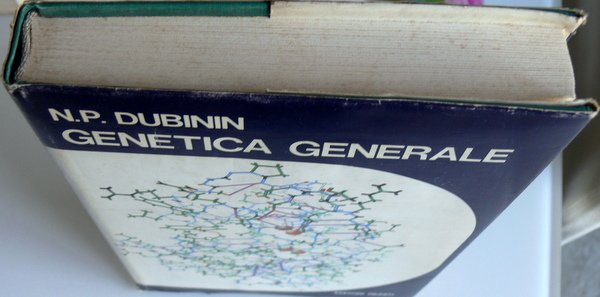 N.P. DUBININ
GENETICA GENERALE